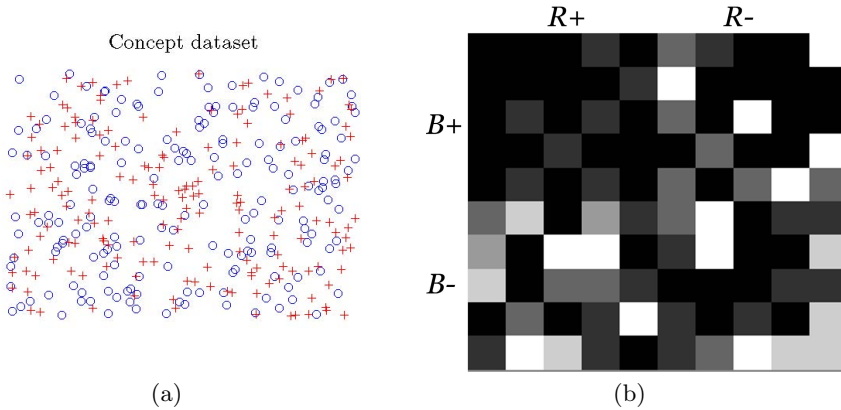 Concept dataset
R+ R-
B+
B-
(a) (b)